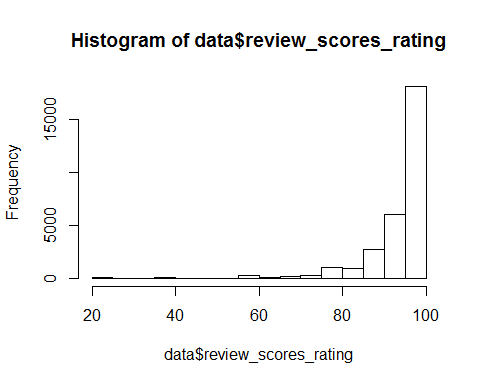 Histogram of data$review_scores_rating
Frequency
15000
5000
0
20 40 60 80 100
data$review_scores_rating